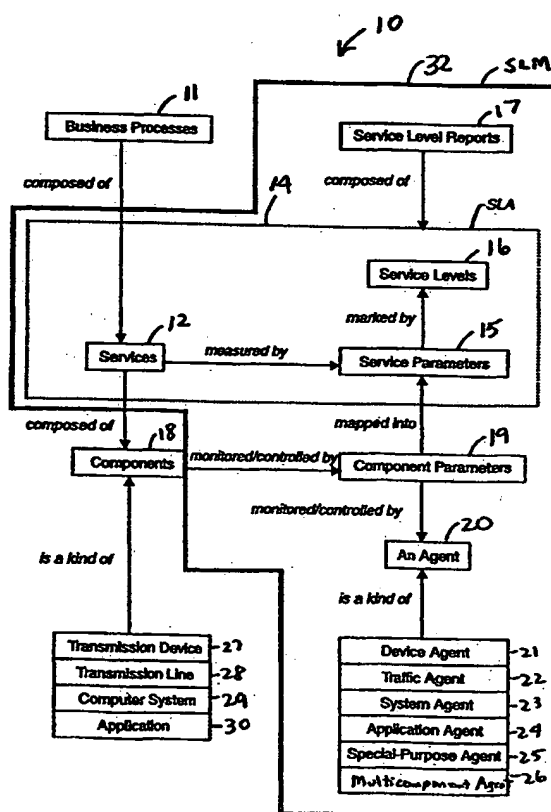 10
32
SLM
11
17
Business Processes
Service Level Reports
composed of
composed of
14
SLA
16
Service Levels
12
marked by
15
Services
measured by
Service Parameters
composed of
mapped into
18
19
Components
monitored/controlled by
Component Parameters
monitored/controlled by
20
An Agent
is a kind of
is a kind of
Transmission Device
27
Device Agent
21
Transmission Line
28
Traffic Agent
22
Computer System
29
System Agent
23
Application
30
Application Agent
24
Special-Purpose Agent
25
Multicomponent
26